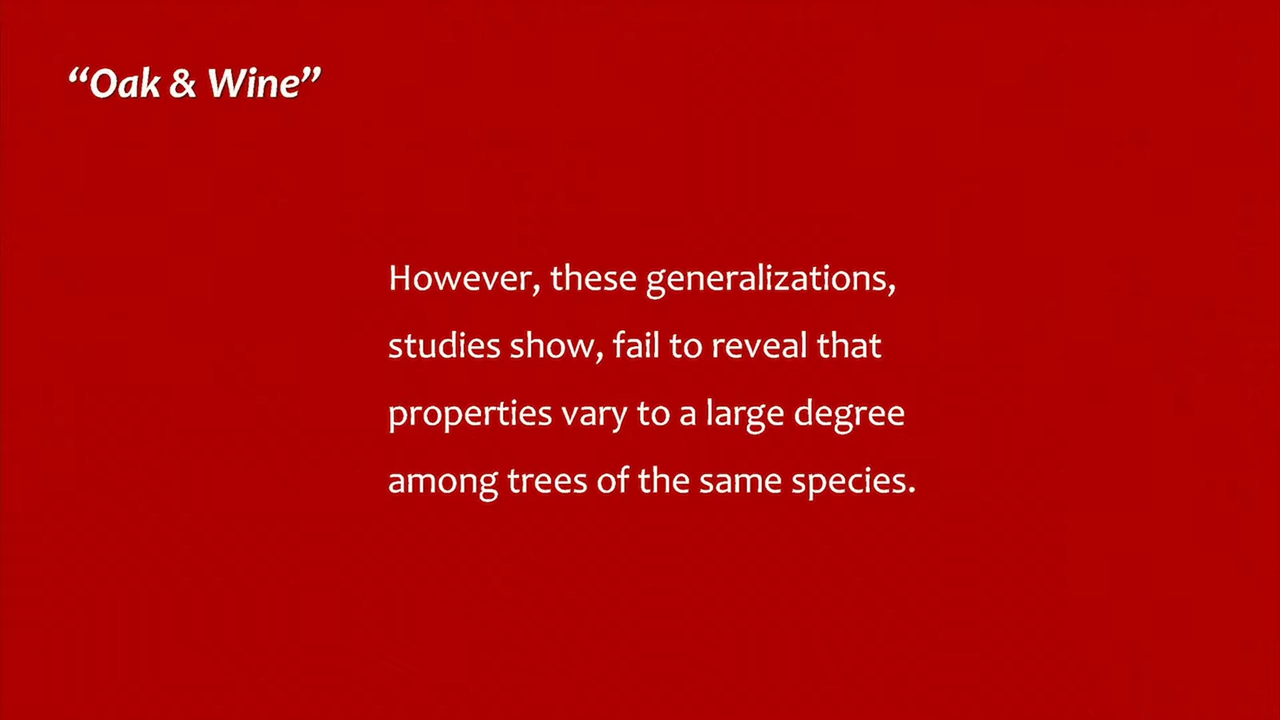 “Oak & Wine”
However, these generalizations,
studies show, fail to reveal that
properties vary to a large degree
among trees of the same species.